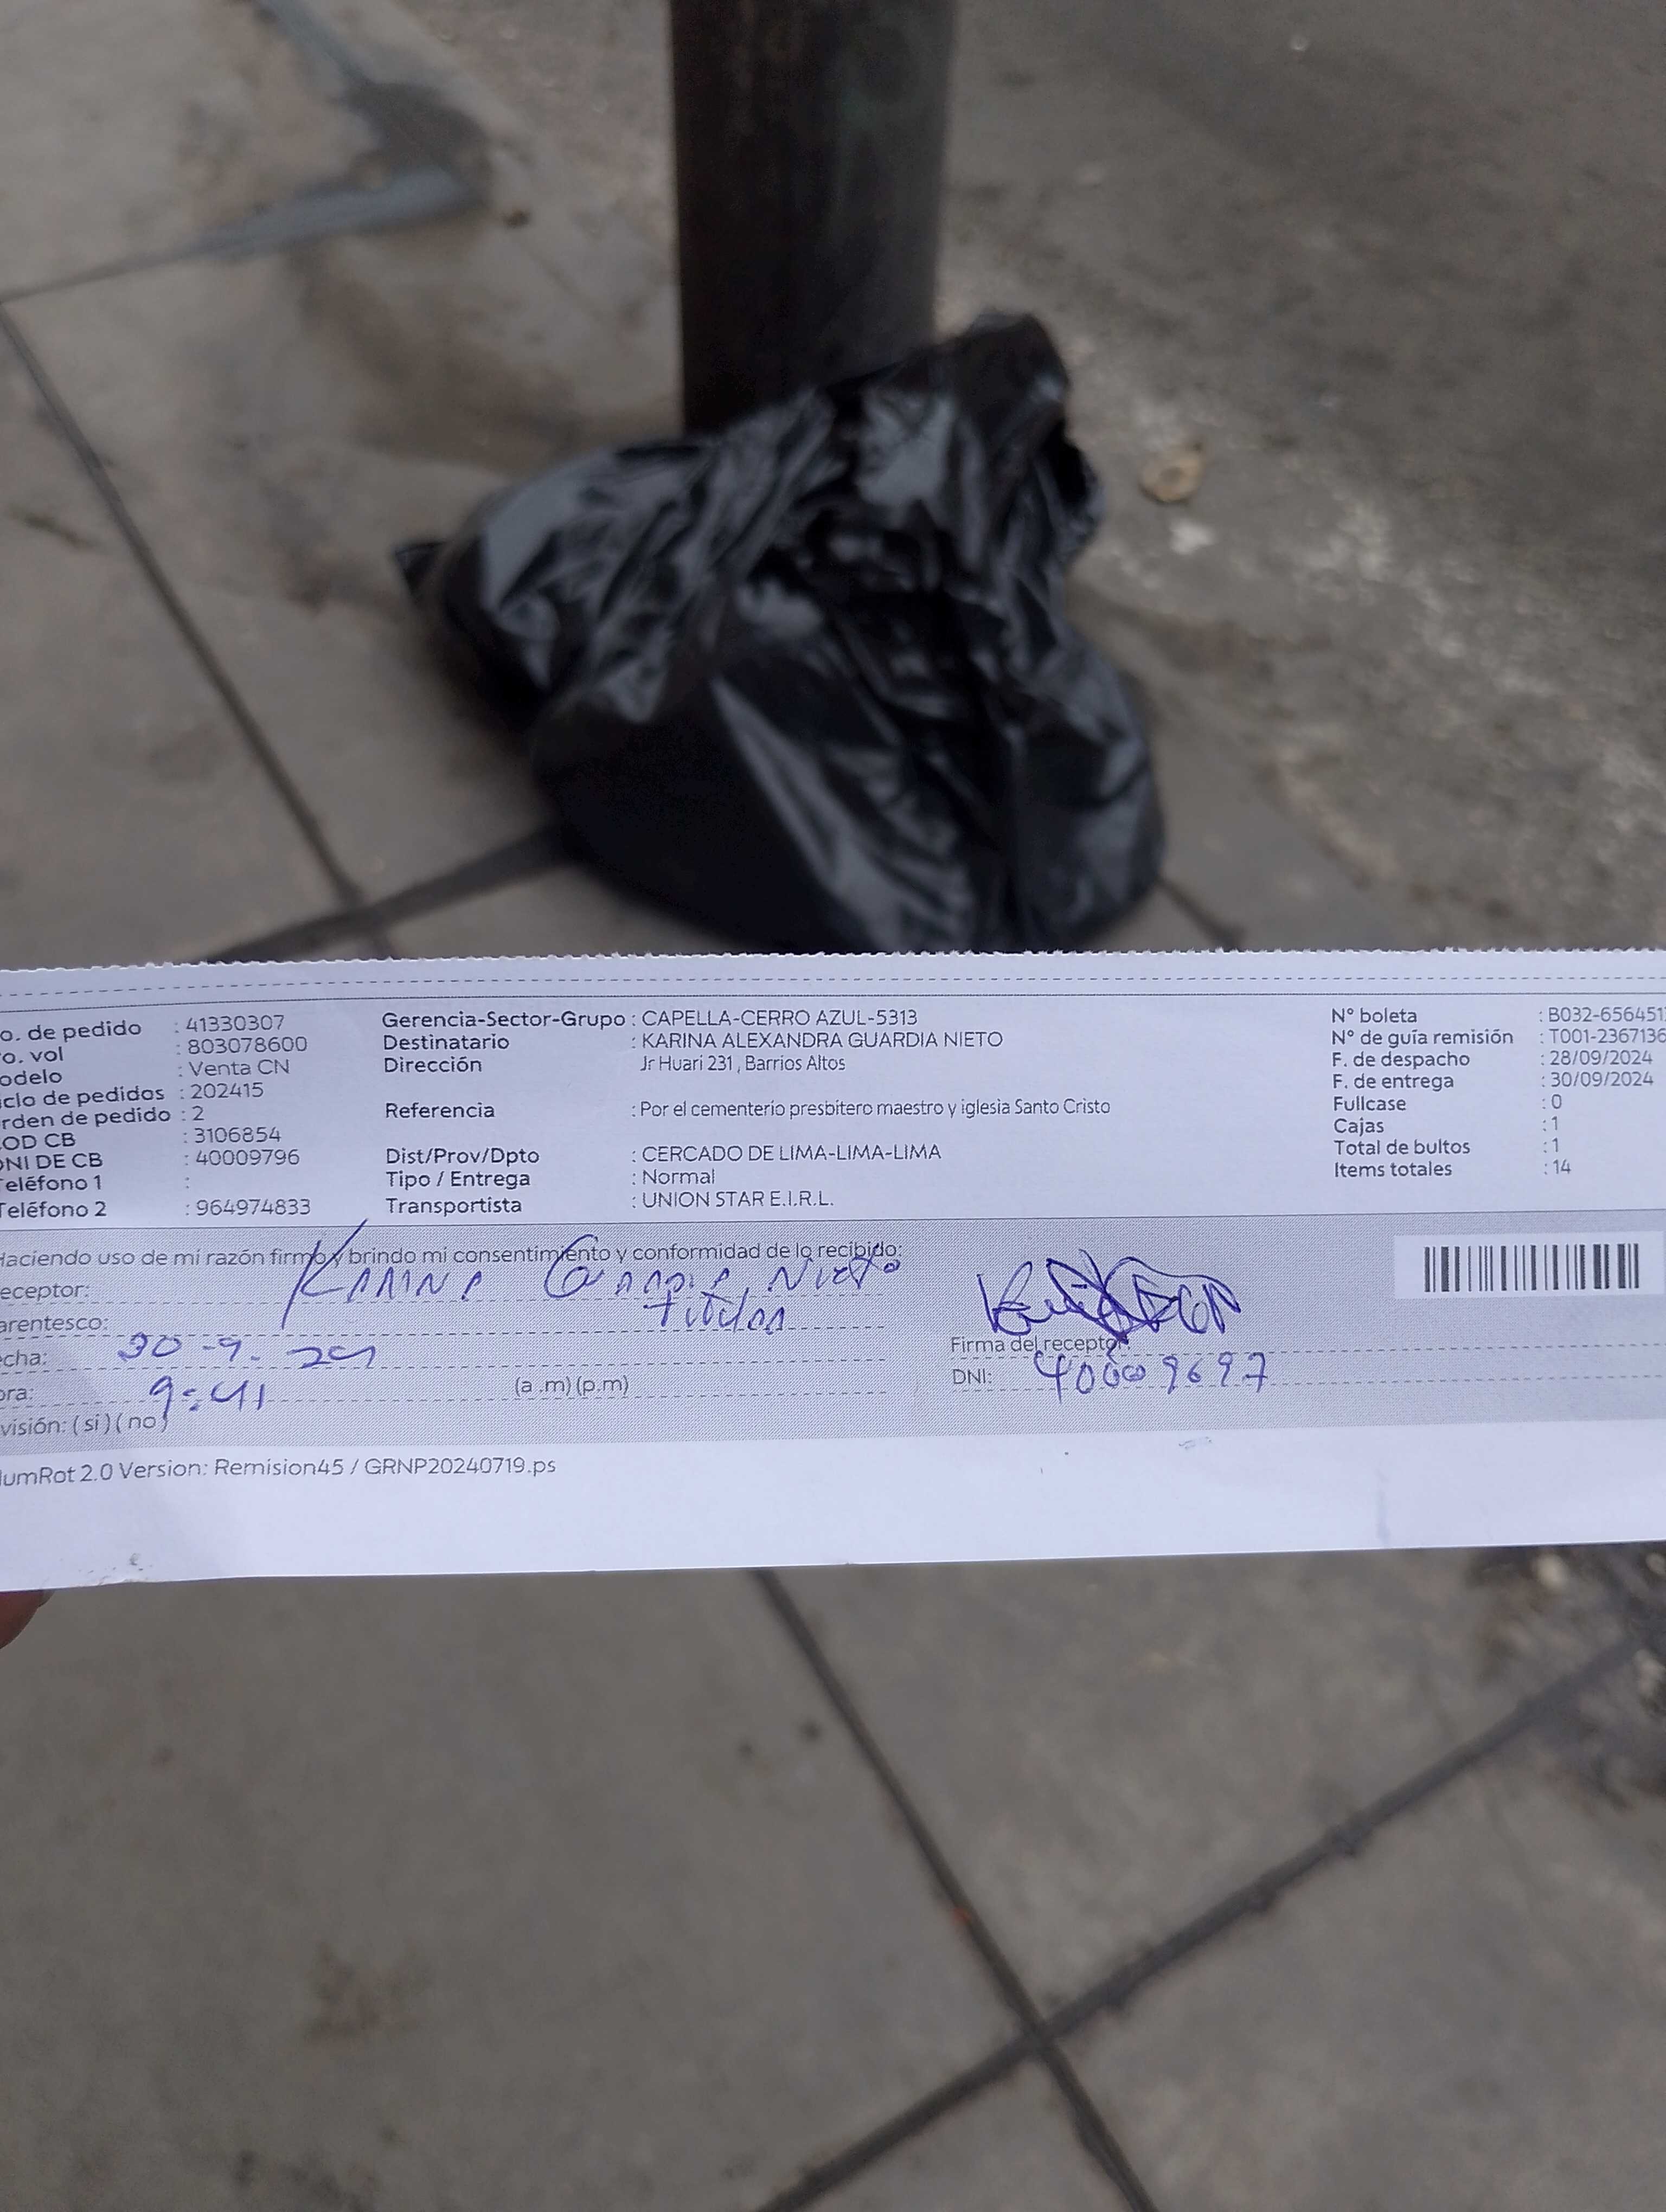 o. de pedido : 41330307
o. vol : 803078600
odelo : Venta CN
clo de pedidos : 202415
rden de pedido : 2
OD CB : 3106854
NI DE CB : 40009796
eléfono 1 :
Teléfono 2 : 964974833
Gerencia-Sector-Grupo : CAPELLA-CERRO AZUL-5313
Destinatario : KARINA ALEXANDRA GUARDIA NIETO
Dirección Jr Huari 231 , Barrios Altos
Referencia : Por el cementerio presbitero maestro y iglesia Santo Cristo
Dist/Prov/Dpto : CERCADO DE LIMA-LIMA-LIMA
Tipo / Entrega : Normal
Transportista : UNION STAR E.I.R.L.
N° boleta : B032-656451
N° de guía remisión : T001-2367136
F. de despacho : 28/09/2024
F. de entrega : 30/09/2024
Fullcase : 0
Cajas : 1
Total de bultos : 1
Items totales : 14
Haciendo uso de mi razón firmo y brindo mi consentimiento y conformidad de lo recibido:
eceptor: Karina Guardia Nieto
arentesco: titular
echa: 30-9-24
ora: 9:41 (a .m) (p.m)
visión: ( si ) ( no )
Firma del receptor:
DNI: 40009697
umRot 2.0 Version: Remision45 / GRNP20240719.ps